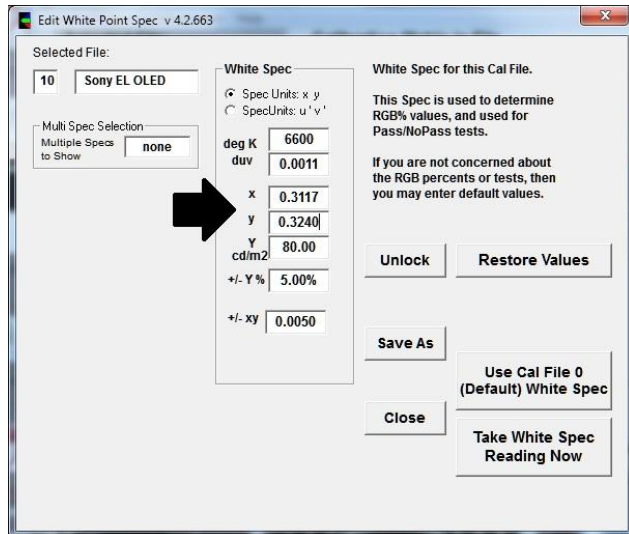 Edit White Point Spec v 4.2.663
Selected File:
10 Sony EL OLED
Multi Spec Selection
Multiple Specs
to Show
none
White Spec
Spec Units: x y
SpecUnits: u ' v '
deg K 6600
duv 0.0011
x 0.3117
y 0.3240
Y
cd/m2
80.00
+/- Y % 5.00%
+/- xy 0.0050
White Spec for this Cal File.
This Spec is used to determine
RGB% values, and used for
Pass/NoPass tests.
If you are not concerned about
the RGB percents or tests, then
you may enter default values.
Unlock
Restore Values
Save As
Use Cal File 0
(Default) White Spec
Close
Take White Spec
Reading Now